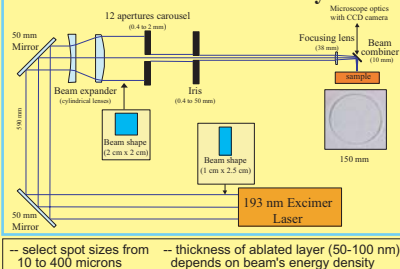 Microscope optics
with CCD camera
12 apertures carousel
(0.4 to 2 mm)
50 mm
Mirror
Focusing lens
(38 mm)
Beam
combiner
(10 mm)
sample
Beam expander
(cylindrical lenses)
Iris
(0.4 to 50 mm)
590 mm
Beam shape
(2 cm x 2 cm)
Beam shape
(1 cm x 2.5 cm)
150 mm
193 nm Excimer
Laser
50 mm
Mirror
-- select spot sizes from
10 to 400 microns
-- thickness of ablated layer (50-100 nm)
depends on beam's energy density